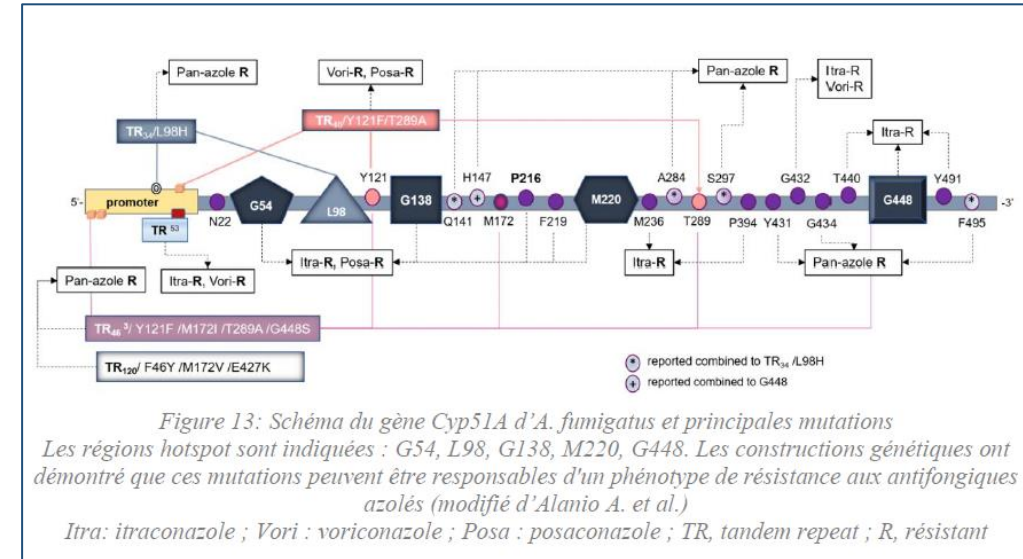 Pan-azole R
Vori-R, Posa-R
Pan-azole R
Itra-R
Vori-R
TR34/L98H
TR46/Y121F/T289A
Itra-R
Y121
H147
P216
A284
S297
G432
T440
Y491
5'-
promoter
G54
L98
G138
M220
G448
-3'
N22
Q141
M172
F219
M236
T289
P394
Y431
G434
F495
TR 53
Itra-R, Posa-R
Itra-R
Pan-azole R
Pan-azole R
Itra-R, Vori-R
TR46 3/ Y121F /M172I /T289A /G448S
TR120/ F46Y /M172V /E427K
* reported combined to TR34 /L98H
+ reported combined to G448
Figure 13: Schéma du gène Cyp51A d'A. fumigatus et principales mutations
Les régions hotspot sont indiquées : G54, L98, G138, M220, G448. Les constructions génétiques ont
démontré que ces mutations peuvent être responsables d'un phénotype de résistance aux antifongiques
azolés (modifié d'Alanio A. et al.)
Itra: itraconazole ; Vori : voriconazole ; Posa : posaconazole ; TR, tandem repeat ; R, résistant